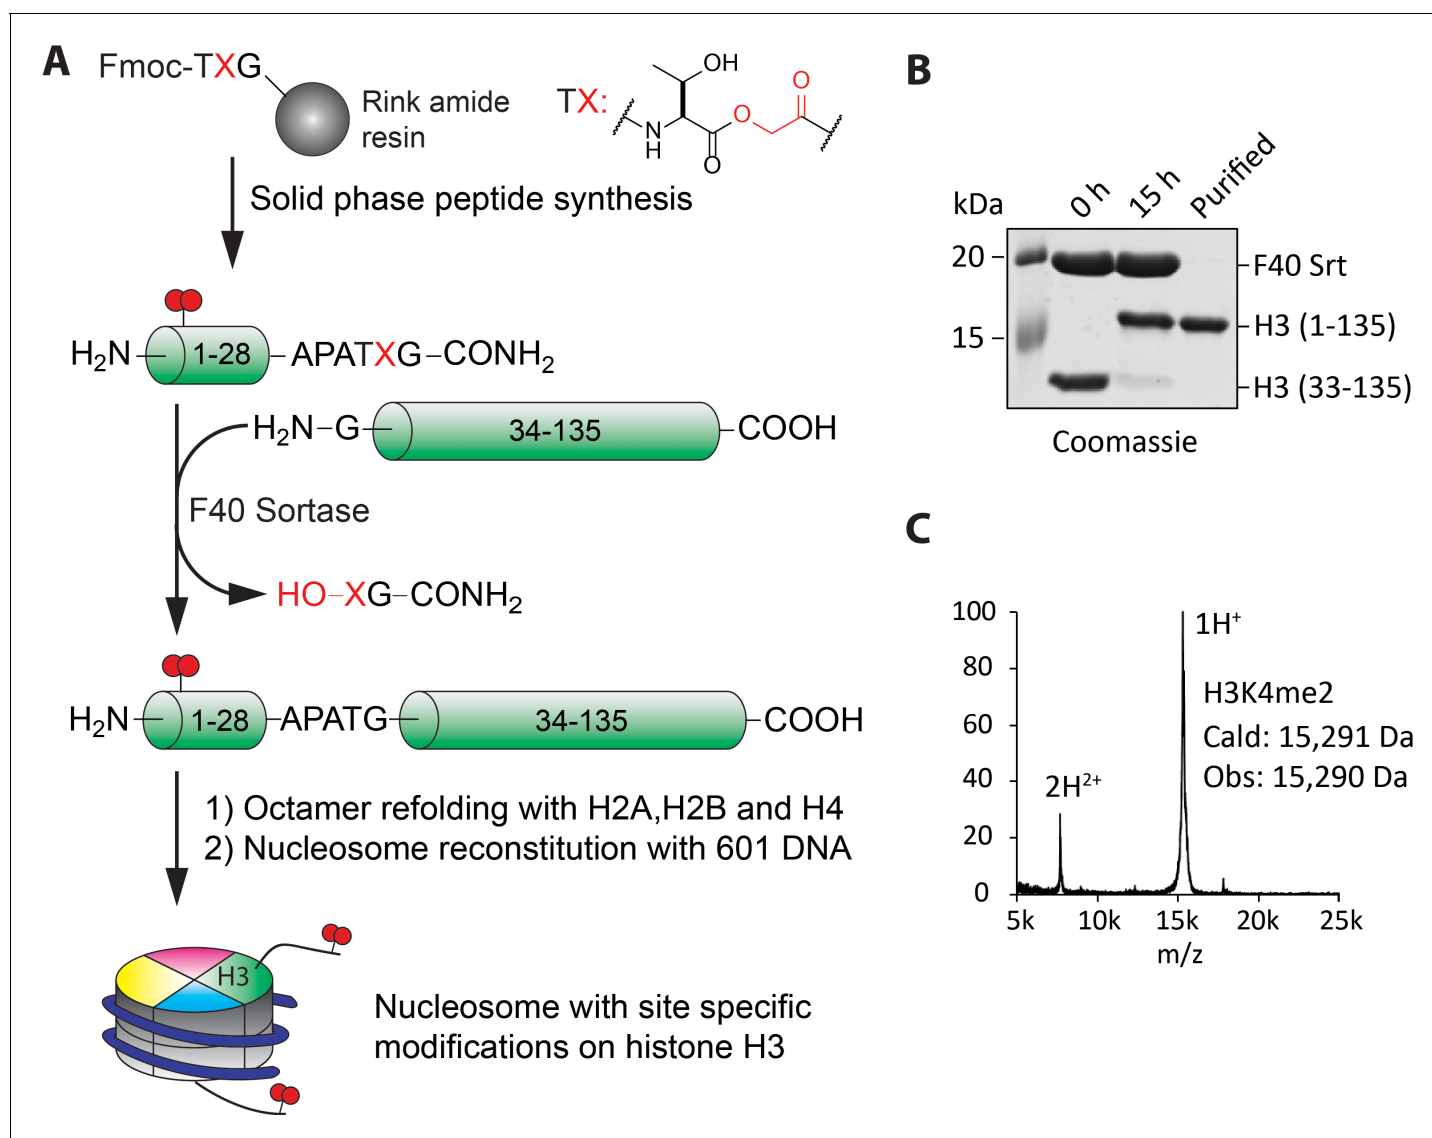 A
Fmoc-TXG
Rink amide
resin
TX:
OH
O
O
N
H
O
Solid phase peptide synthesis
H₂N
1-28
APATXG-CONH₂
H₂N-G
34-135
COOH
F40 Sortase
HO-XG-CONH₂
H₂N
1-28
APATG
34-135
COOH
1) Octamer refolding with H2A,H2B and H4
2) Nucleosome reconstitution with 601 DNA
H3
Nucleosome with site specific
modifications on histone H3
B
kDa
0 h
15 h
Purified
20
15
F40 Srt
H3 (1-135)
H3 (33-135)
Coomassie
C
100
80
60
40
20
0
5k
10k
15k
20k
25k
m/z
2H²⁺
1H⁺
H3K4me2
Cald: 15,291 Da
Obs: 15,290 Da